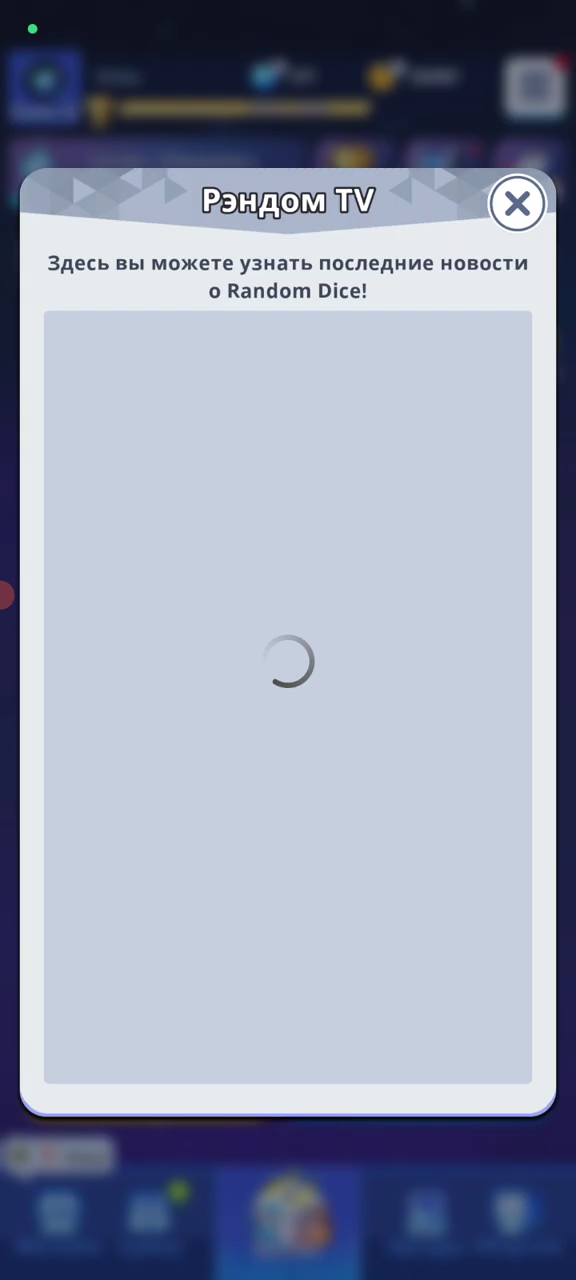 Рэндом TV
Здесь вы можете узнать последние новости
о Random Dice!